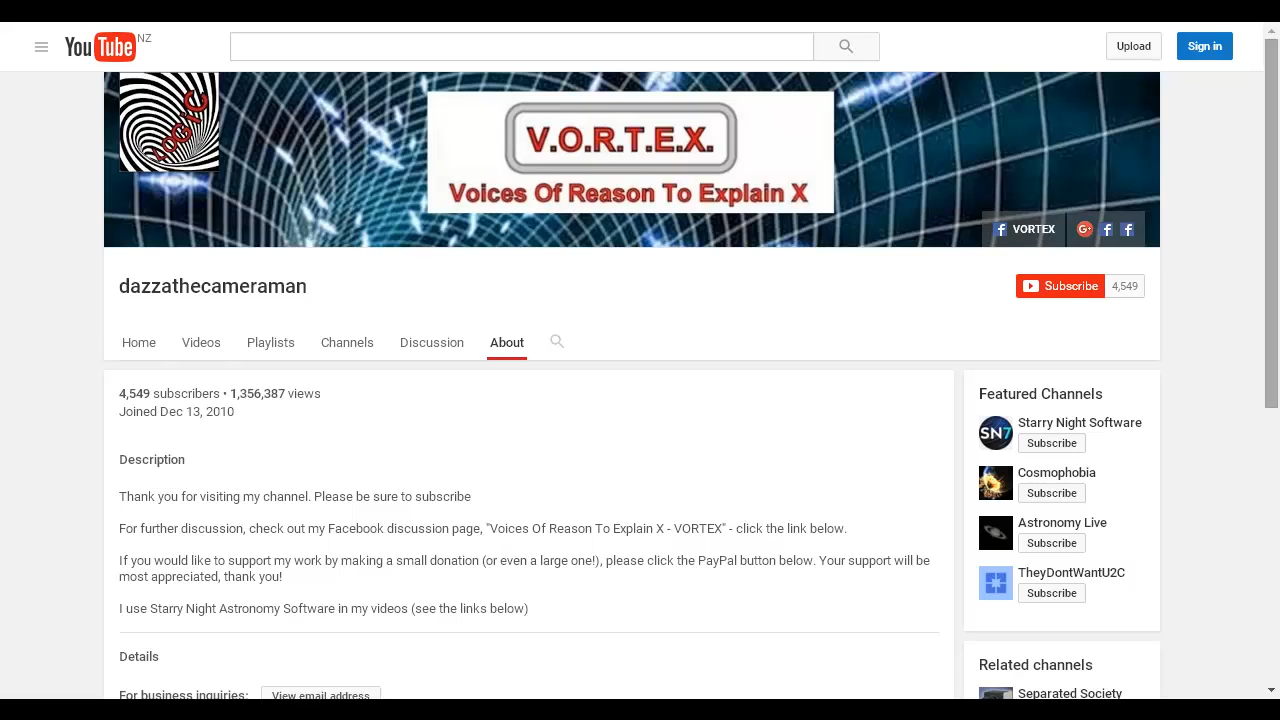 YouTube NZ
Upload
Sign in
LOGIC
V.O.R.T.E.X.
Voices Of Reason To Explain X
VORTEX
dazzathecameraman
Subscribe 4,549
Home Videos Playlists Channels Discussion About
4,549 subscribers • 1,356,387 views
Joined Dec 13, 2010
Description
Thank you for visiting my channel. Please be sure to subscribe
For further discussion, check out my Facebook discussion page, "Voices Of Reason To Explain X - VORTEX" - click the link below.
If you would like to support my work by making a small donation (or even a large one!), please click the PayPal button below. Your support will be
most appreciated, thank you!
I use Starry Night Astronomy Software in my videos (see the links below)
Details
For business inquiries: View email address
Featured Channels
SN7
Starry Night Software
Subscribe
Cosmophobia
Subscribe
Astronomy Live
Subscribe
TheyDontWantU2C
Subscribe
Related channels
Separated Society